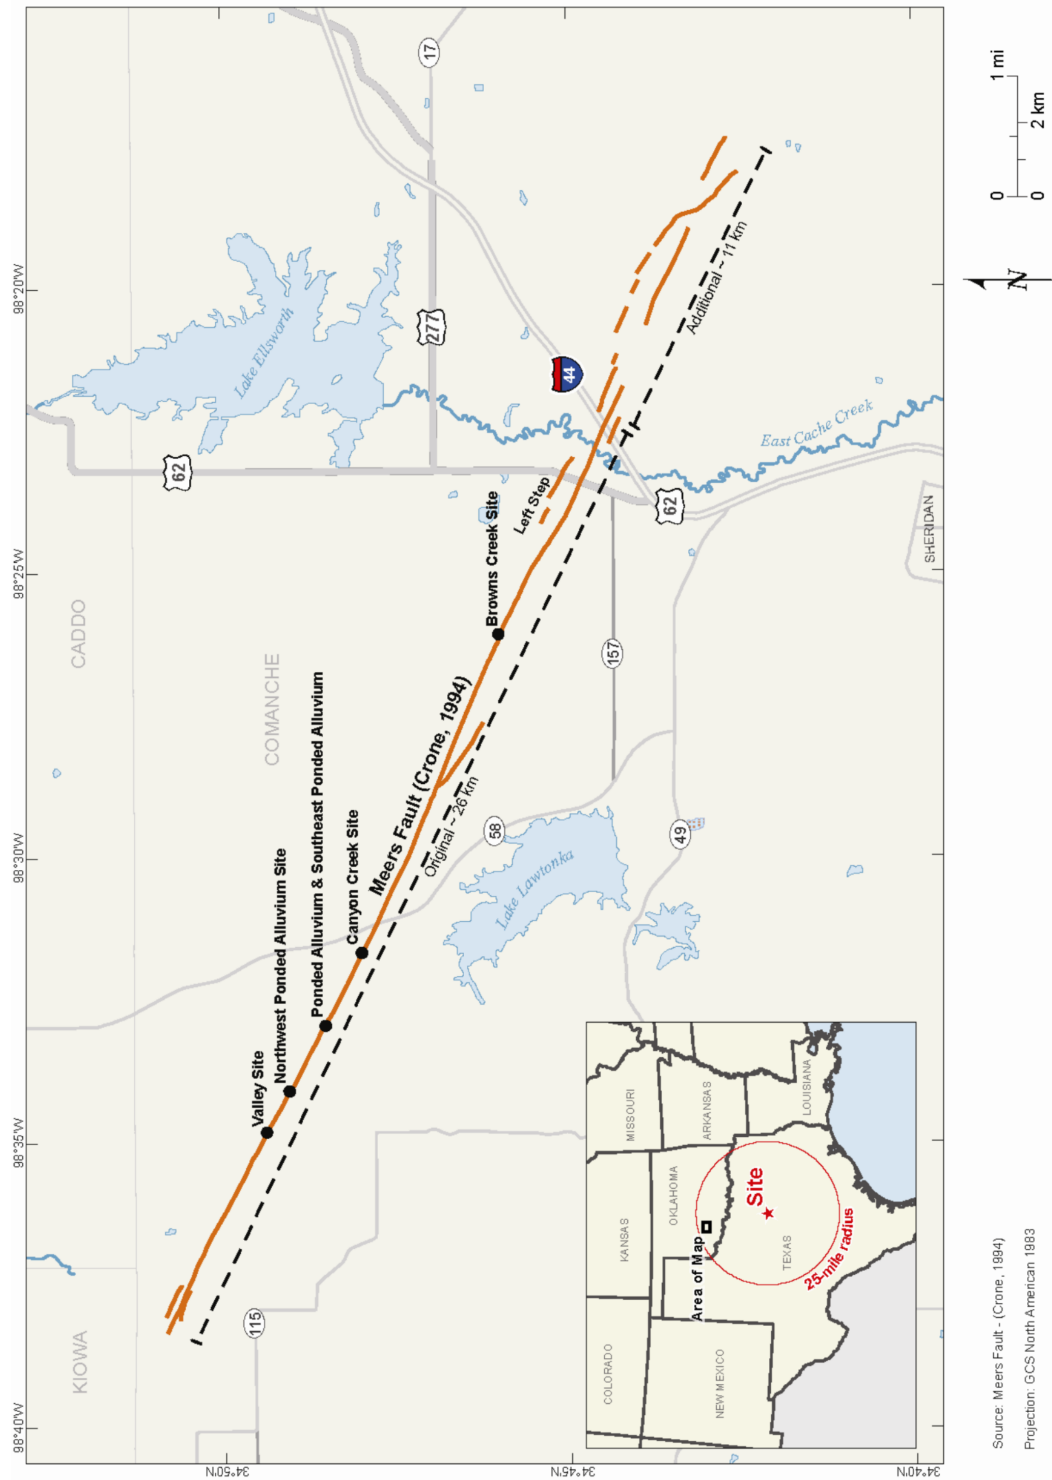 98°40'W
98°35'W
98°30'W
98°25'W
98°20'W
34°50'N
34°45'N
34°40'N
KIOWA
CADDO
COMANCHE
115
62
277
17
Lake Ellsworth
Valley Site
Northwest Ponded Alluvium Site
Ponded Alluvium & Southeast Ponded Alluvium
Canyon Creek Site
Meers Fault (Crone, 1994)
Original ~ 26 km
Browns Creek Site
Left Step
44
58
Lake Lawtonka
157
62
49
East Cache Creek
Additional ~ 11 km
SHERIDAN
COLORADO
KANSAS
MISSOURI
OKLAHOMA
ARKANSAS
NEW MEXICO
Area of Map
Site
TEXAS
LOUISIANA
25-mile radius
Source: Meers Fault - (Crone, 1994)
Projection: GCS North American 1983
N
0 1 mi
0 2 km